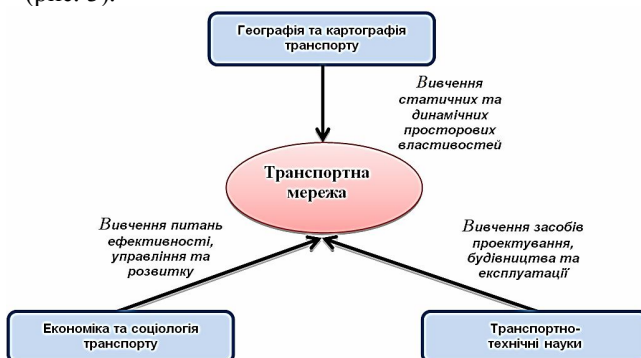 (рис. 3).
Географія та картографія
транспорту
Вивчення
статичних та
динамічних
просторових
властивостей
Транспортна
мережа
Вивчення питань
ефективності,
управління та
розвитку
Вивчення засобів
проектування,
будівництва та
експлуатації
Економіка та соціологія
транспорту
Транспортно-
технічні науки